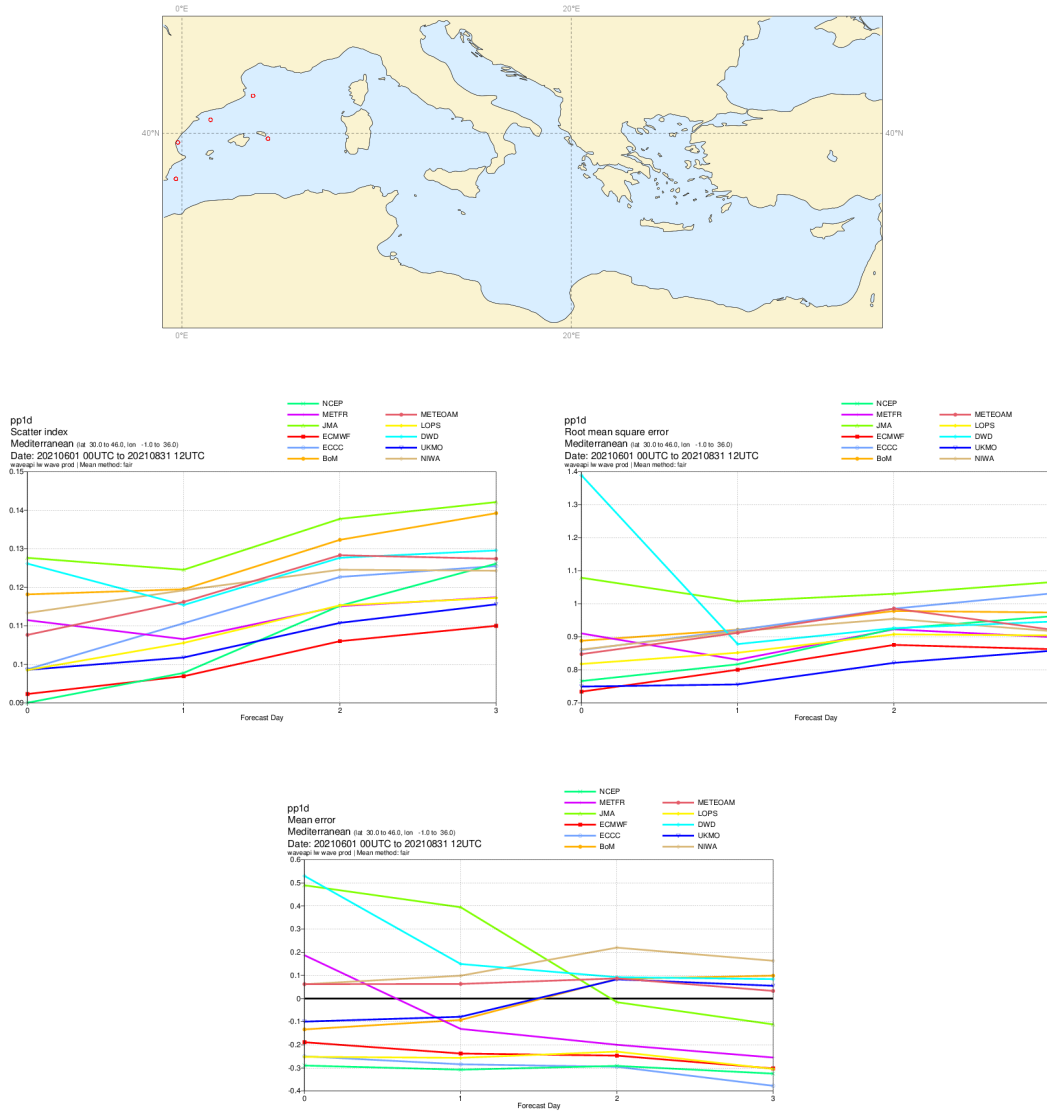 0°E 20°E
40°N 40°N
0°E 20°E
NCEP
METFR METEOAM
JMA LOPS
ECMWF DWD
ECCC UKMO
BoM NIWA
pp1d
Scatter index
Mediterranean (lat 30.0 to 46.0, lon -1.0 to 36.0)
Date: 20210601 00UTC to 20210831 12UTC
waveapi lw wave prod | Mean method: fair
0.15
0.14
0.13
0.12
0.11
0.1
0.09
0 1 2 3
Forecast Day
NCEP
METFR METEOAM
JMA LOPS
ECMWF DWD
ECCC UKMO
BoM NIWA
pp1d
Root mean square error
Mediterranean (lat 30.0 to 46.0, lon -1.0 to 36.0)
Date: 20210601 00UTC to 20210831 12UTC
waveapi lw wave prod | Mean method: fair
1.4
1.3
1.2
1.1
1
0.9
0.8
0.7
0 1 2
Forecast Day
NCEP
METFR METEOAM
JMA LOPS
ECMWF DWD
ECCC UKMO
BoM NIWA
pp1d
Mean error
Mediterranean (lat 30.0 to 46.0, lon -1.0 to 36.0)
Date: 20210601 00UTC to 20210831 12UTC
waveapi lw wave prod | Mean method: fair
0.6
0.5
0.4
0.3
0.2
0.1
0
-0.1
-0.2
-0.3
-0.4
0 1 2 3
Forecast Day